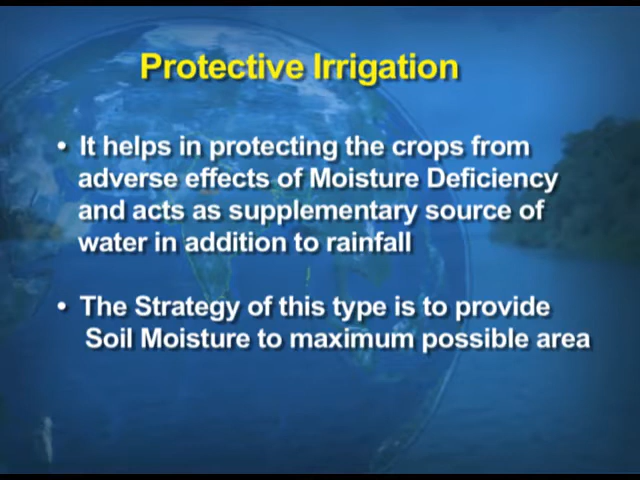 Protective Irrigation
• It helps in protecting the crops from
adverse effects of Moisture Deficiency
and acts as supplementary source of
water in addition to rainfall
• The Strategy of this type is to provide
Soil Moisture to maximum possible area